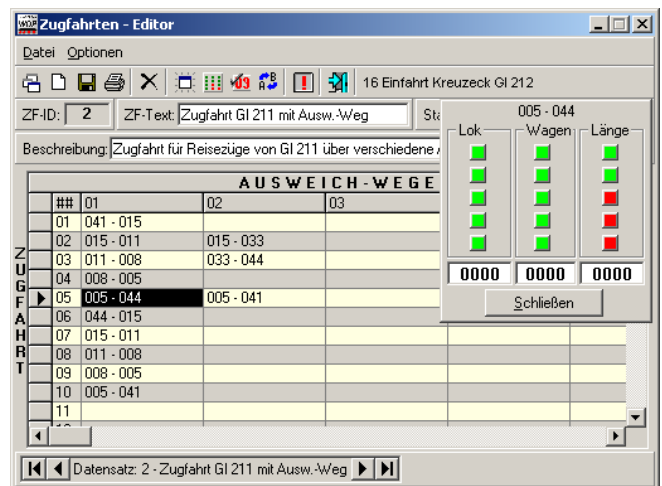 Zugfahrten - Editor
Datei Optionen
16 Einfahrt Kreuzeck Gl 212
ZF-ID: 2 ZF-Text: Zugfahrt Gl 211 mit Ausw.-Weg
005 - 044
Lok Wagen Länge
0000 0000 0000
Schließen
Beschreibung: Zugfahrt für Reisezüge von Gl 211 über verschiedene
AUSWEICH-WEGE
ZUGFAHRT
## 01 02 03
01 041 - 015
02 015 - 011 015 - 033
03 011 - 008 033 - 044
04 008 - 005
05 005 - 044 005 - 041
06 044 - 015
07 015 - 011
08 011 - 008
09 008 - 005
10 005 - 041
11
Datensatz: 2 - Zugfahrt Gl 211 mit Ausw.-Weg